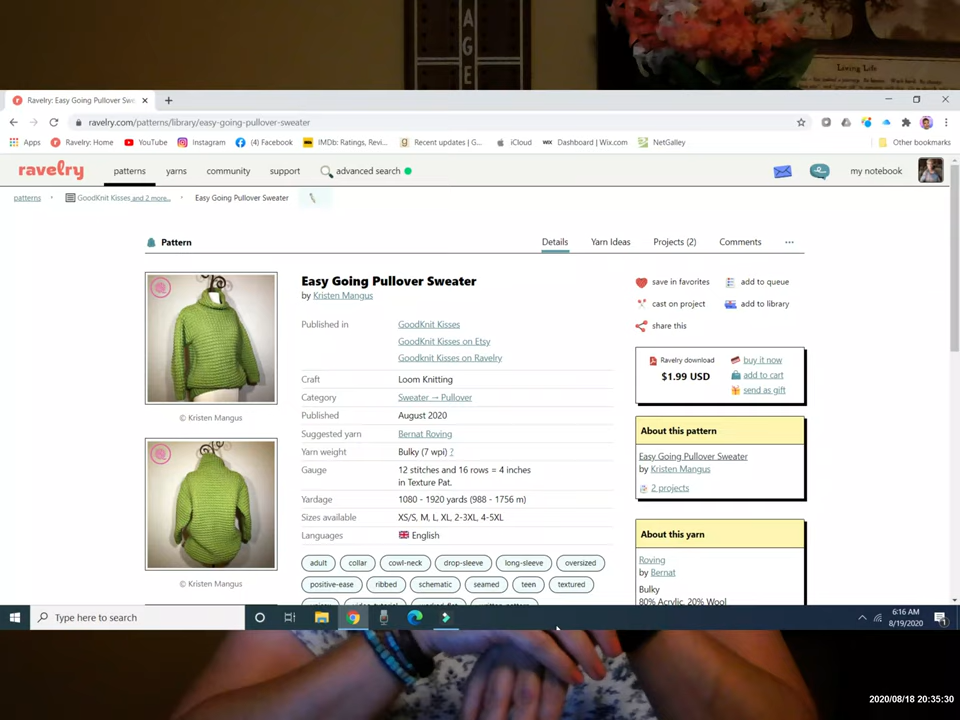 AGE
Living Life
Ravelry: Easy Going Pullover Swe
ravelry.com/patterns/library/easy-going-pullover-sweater
Apps Ravelry: Home YouTube Instagram (4) Facebook IMDb: Ratings, Revi... Recent updates | G... iCloud WIX Dashboard | Wix.com NetGalley Other bookmarks
ravelry patterns yarns community support advanced search my notebook
patterns GoodKnit Kisses and 2 more... Easy Going Pullover Sweater
Pattern Details Yarn Ideas Projects (2) Comments ...
Easy Going Pullover Sweater
by Kristen Mangus
Published in GoodKnit Kisses
GoodKnit Kisses on Etsy
Goodknit Kisses on Ravelry
Craft Loom Knitting
Category Sweater → Pullover
Published August 2020
Suggested yarn Bernat Roving
Yarn weight Bulky (7 wpi) ?
Gauge 12 stitches and 16 rows = 4 inches
in Texture Pat.
Yardage 1080 - 1920 yards (988 - 1756 m)
Sizes available XS/S, M, L, XL, 2-3XL, 4-5XL
Languages English
adult collar cowl-neck drop-sleeve long-sleeve oversized
positive-ease ribbed schematic seamed teen textured
© Kristen Mangus
© Kristen Mangus
save in favorites add to queue
cast on project add to library
share this
Ravelry download buy it now
$1.99 USD add to cart
send as gift
About this pattern
Easy Going Pullover Sweater
by Kristen Mangus
2 projects
About this yarn
Roving
by Bernat
Bulky
80% Acrylic, 20% Wool
Type here to search
6:16 AM
8/19/2020
1
2020/08/18 20:35:30